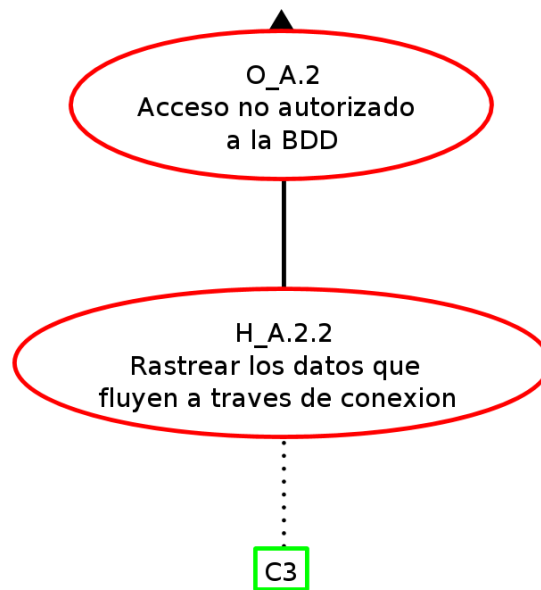 O_A.2
Acceso no autorizado
a la BDD
H_A.2.2
Rastrear los datos que
fluyen a traves de conexion
C3